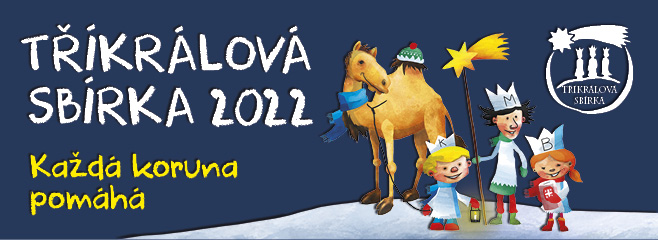 TŘÍKRÁLOVÁ
SBÍRKA 2022
Každá koruna
pomáhá
K
M
B
TŘÍKRÁLOVÁ
SBÍRKA